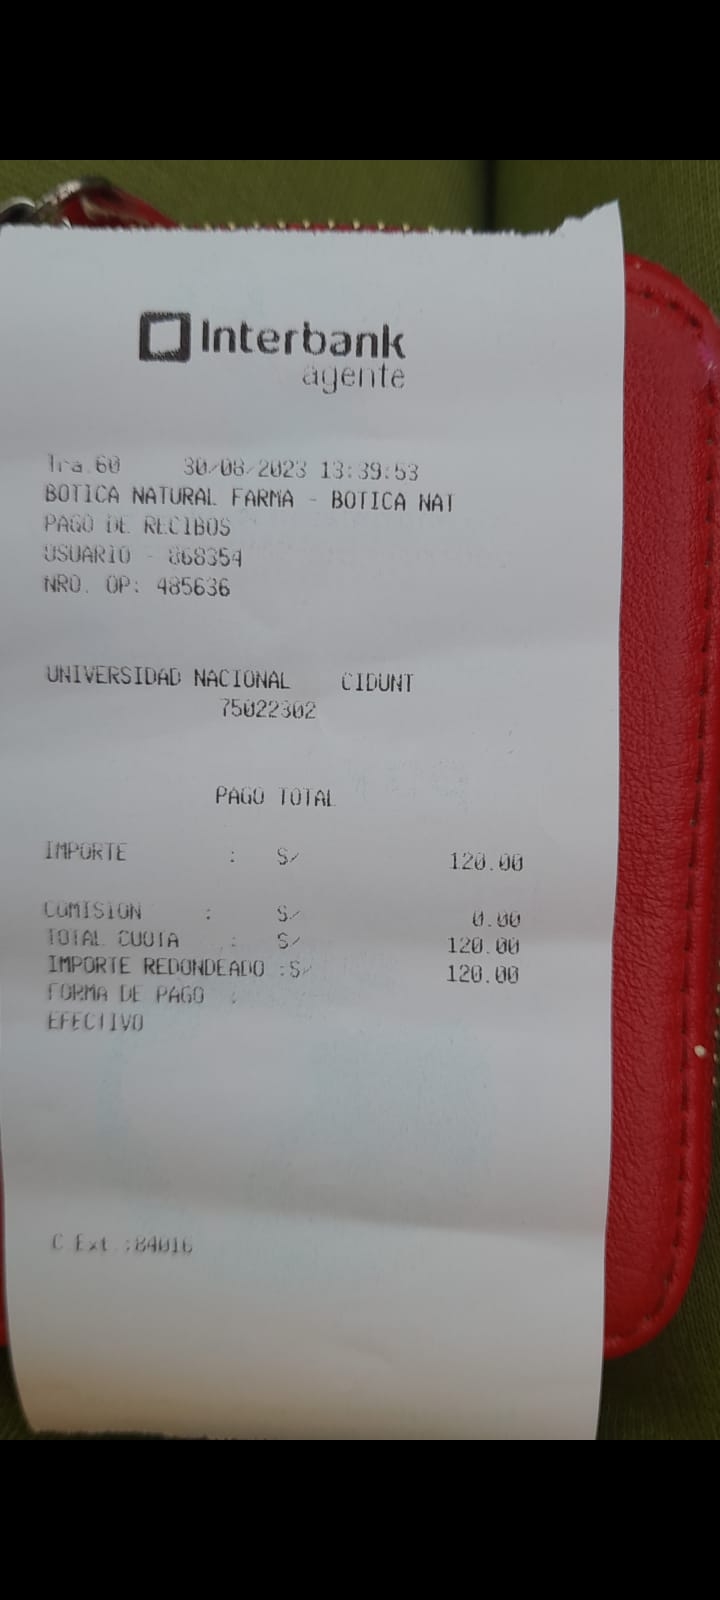 Interbank
agente
Tra.60 30/08/2023 13:39:53
BOTICA NATURAL FARMA - BOTICA NAT
PAGO DE RECIBOS
USUARIO - 868354
NRO. OP: 485636
UNIVERSIDAD NACIONAL CIDUNT
75022302
PAGO TOTAL
IMPORTE : S/ 120.00
COMISION : S/ 0.00
TOTAL CUOTA : S/ 120.00
IMPORTE REDONDEADO :S/ 120.00
FORMA DE PAGO :
EFECTIVO
C Ext :84016